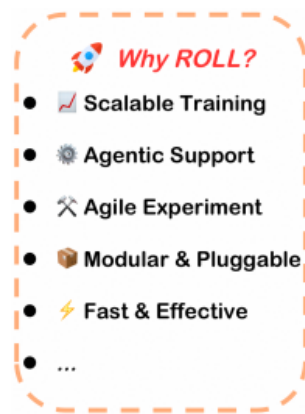 🚀 Why ROLL?
● 📈 Scalable Training
● ⚙️ Agentic Support
● ⚒️ Agile Experiment
● 📦 Modular & Pluggable
● ⚡ Fast & Effective
● ...